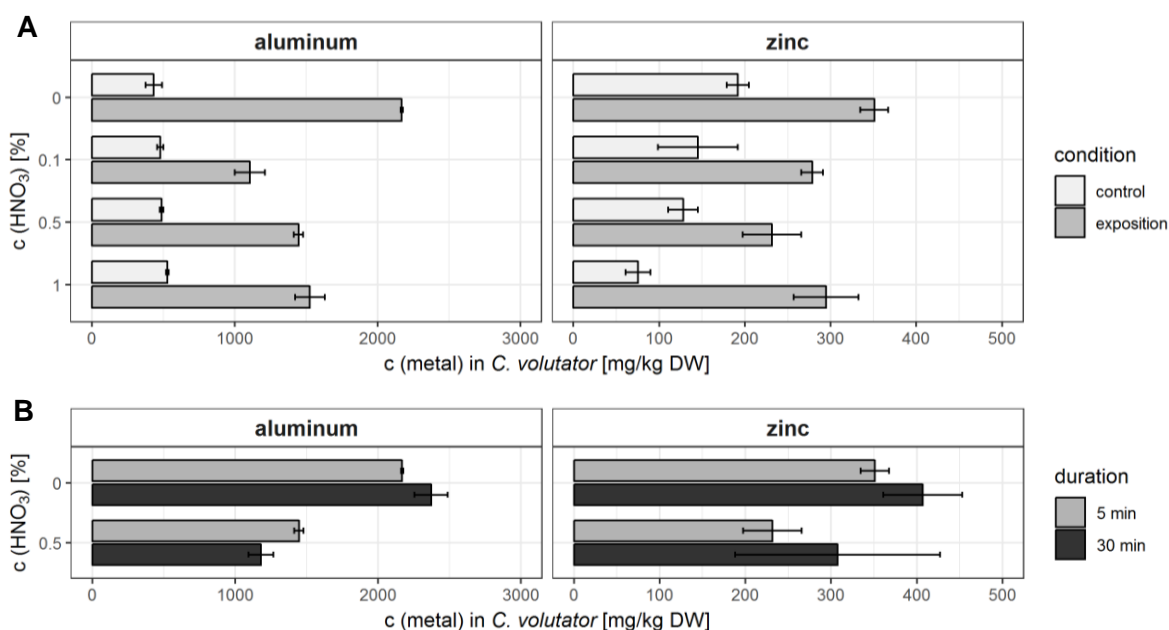 A
aluminum
zinc
c (HNO₃) [%]
0
0.1
0.5
1
0 1000 2000 3000
0 100 200 300 400 500
c (metal) in C. volutator [mg/kg DW]
condition
control
exposition
B
aluminum
zinc
c (HNO₃) [%]
0
0.5
0 1000 2000 3000
0 100 200 300 400 500
c (metal) in C. volutator [mg/kg DW]
duration
5 min
30 min